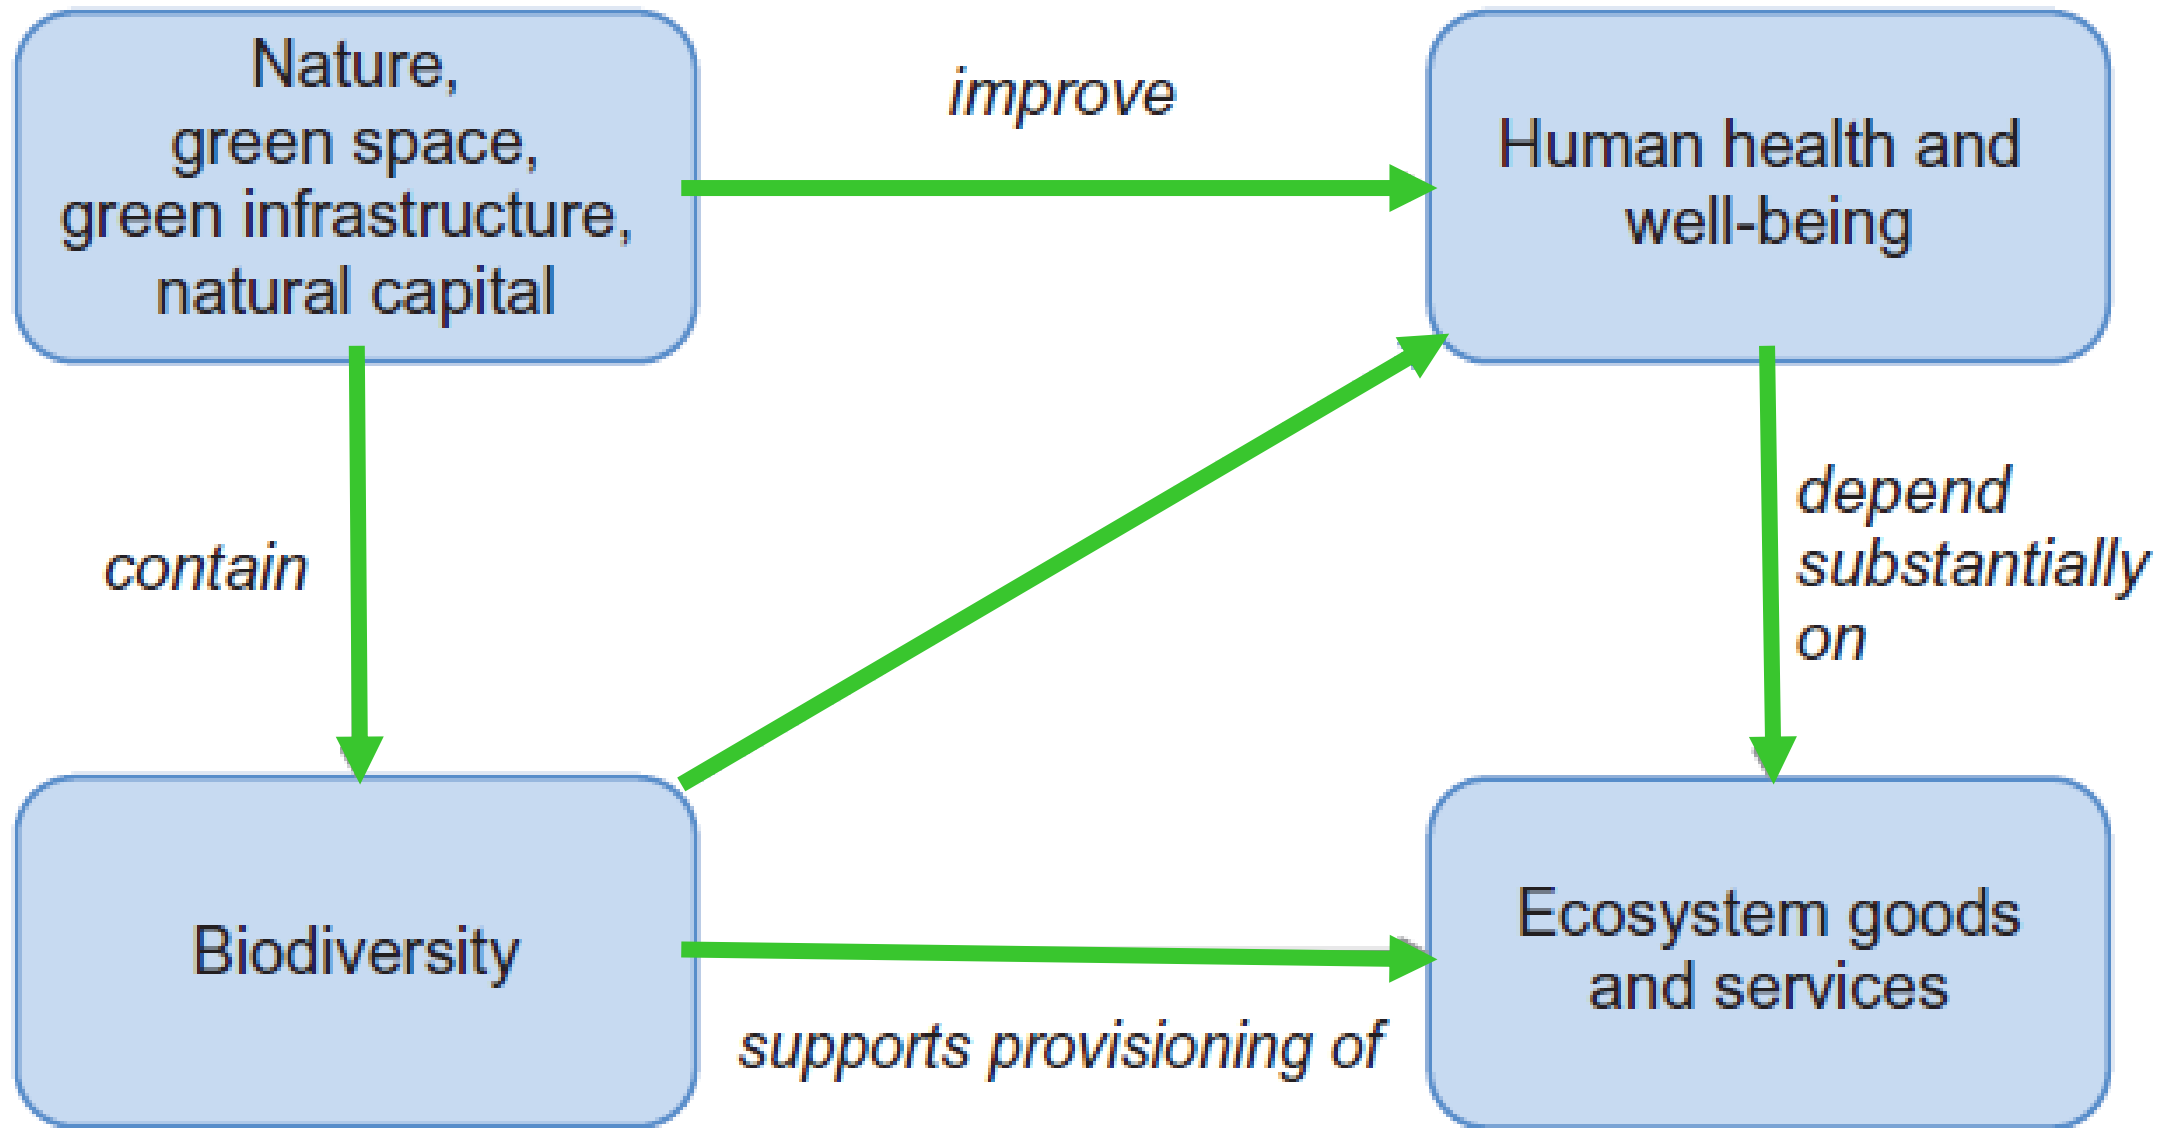 Nature,
green space,
green infrastructure,
natural capital
improve
Human health and
well-being
contain
depend
substantially
on
Biodiversity
supports provisioning of
Ecosystem goods
and services